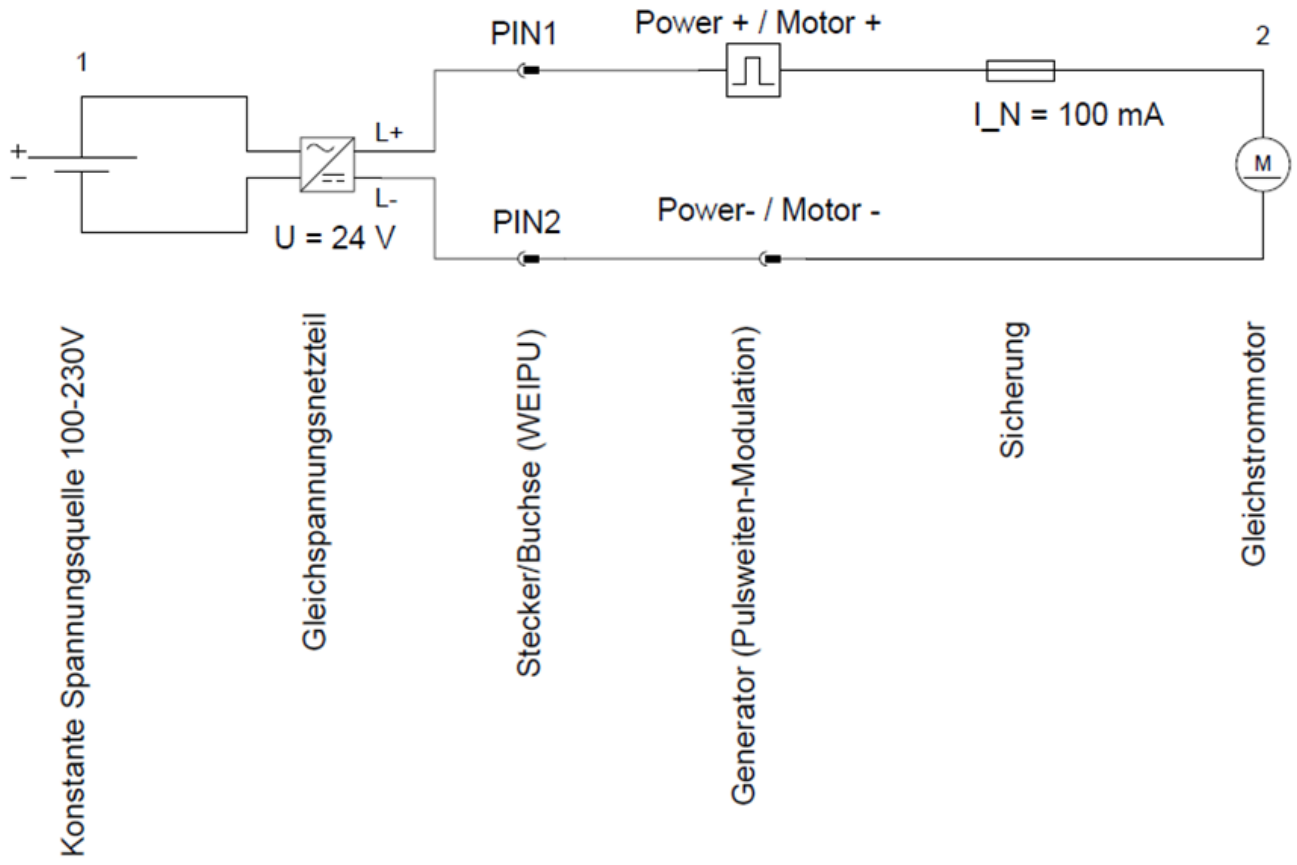 1
+
−
L+
L-
U = 24 V
PIN1
PIN2
Power + / Motor +
Power- / Motor -
I_N = 100 mA
2
M
Konstante Spannungsquelle 100-230V
Gleichspannungsnetzteil
Stecker/Buchse (WEIPU)
Generator (Pulsweiten-Modulation)
Sicherung
Gleichstrommotor